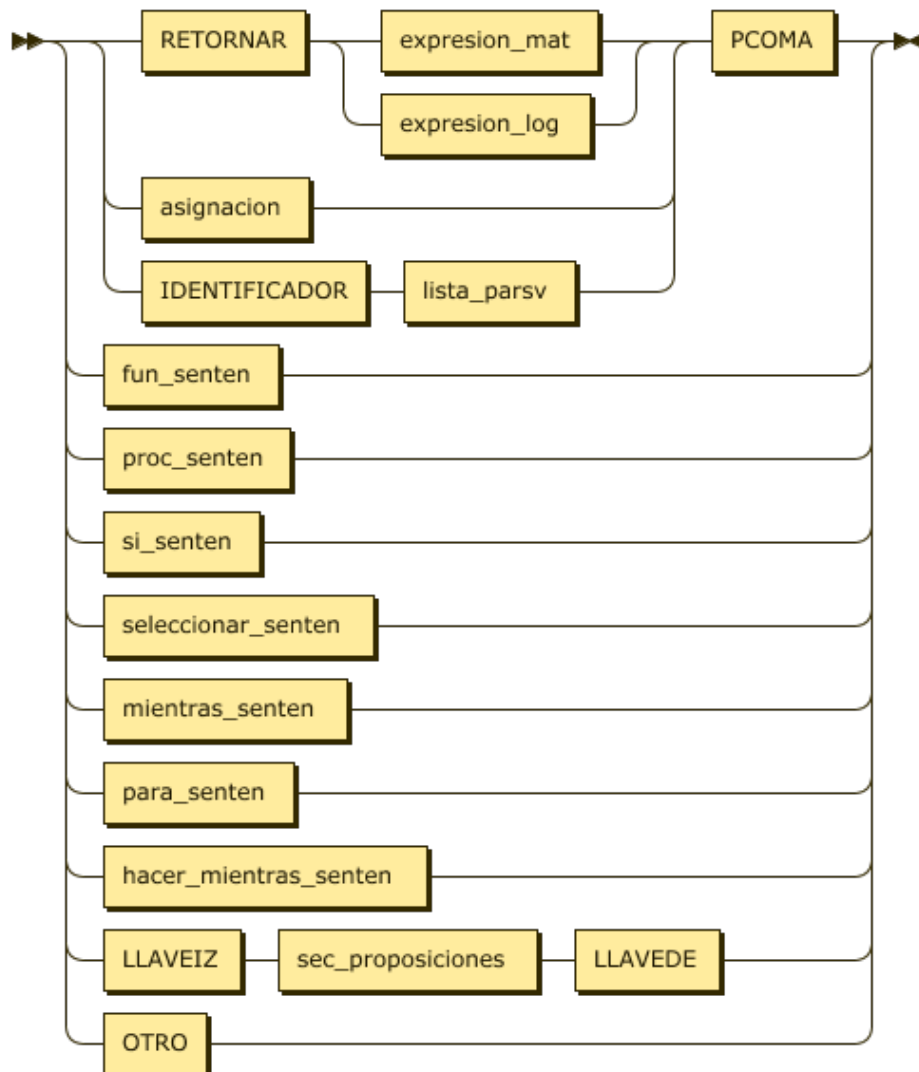 RETORNAR expresion_mat PCOMA
expresion_log
asignacion
IDENTIFICADOR lista_parsv
fun_senten
proc_senten
si_senten
seleccionar_senten
mientras_senten
para_senten
hacer_mientras_senten
LLAVEIZ sec_proposiciones LLAVEDE
OTRO